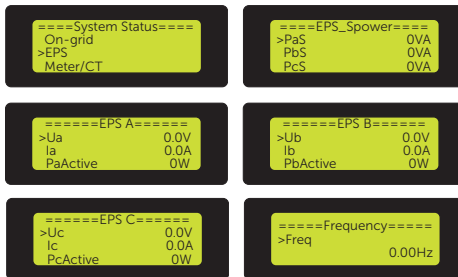 ====System Status====
On-grid
>EPS
Meter/CT
====EPS_Spower====
>PaS 0VA
PbS 0VA
PcS 0VA
======EPS A======
>Ua 0.0V
Ia 0.0A
PaActive 0W
======EPS B======
>Ub 0.0V
Ib 0.0A
PbActive 0W
======EPS C======
>Uc 0.0V
Ic 0.0A
PcActive 0W
=====Frequency=====
>Freq
0.00Hz